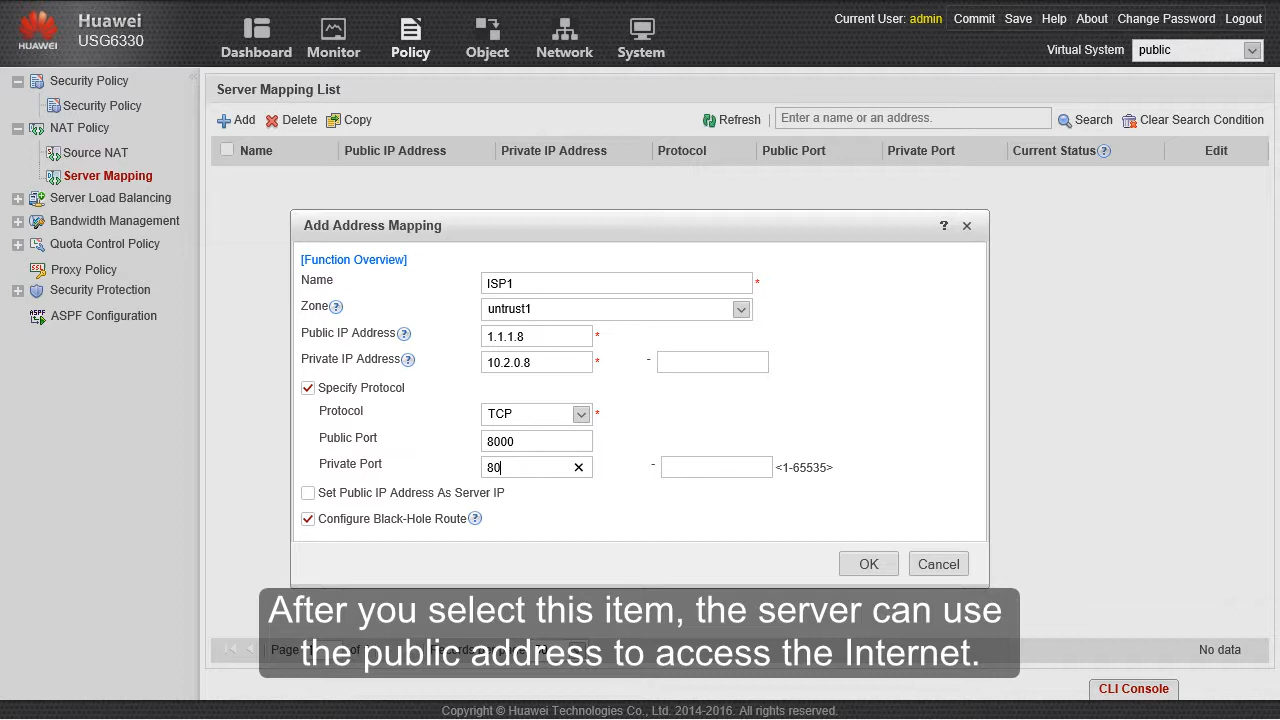 Huawei
USG6330
HUAWEI
Dashboard
Monitor
Policy
Object
Network
System
Current User: admin Commit Save Help About Change Password Logout
Virtual System public
Security Policy
Security Policy
NAT Policy
Source NAT
Server Mapping
Server Load Balancing
Bandwidth Management
Quota Control Policy
Proxy Policy
Security Protection
ASPF Configuration
Server Mapping List
Add Delete Copy
Refresh Enter a name or an address. Search Clear Search Condition
Name Public IP Address Private IP Address Protocol Public Port Private Port Current Status Edit
Add Address Mapping
[Function Overview]
Name ISP1 *
Zone untrust1
Public IP Address 1.1.1.8 *
Private IP Address 10.2.0.8 * -
Specify Protocol
Protocol TCP *
Public Port 8000
Private Port 80 - <1-65535>
Set Public IP Address As Server IP
Configure Black-Hole Route
OK Cancel
After you select this item, the server can use
the public address to access the Internet.
Page of
No data
CLI Console
Copyright © Huawei Technologies Co., Ltd. 2014-2016. All rights reserved.